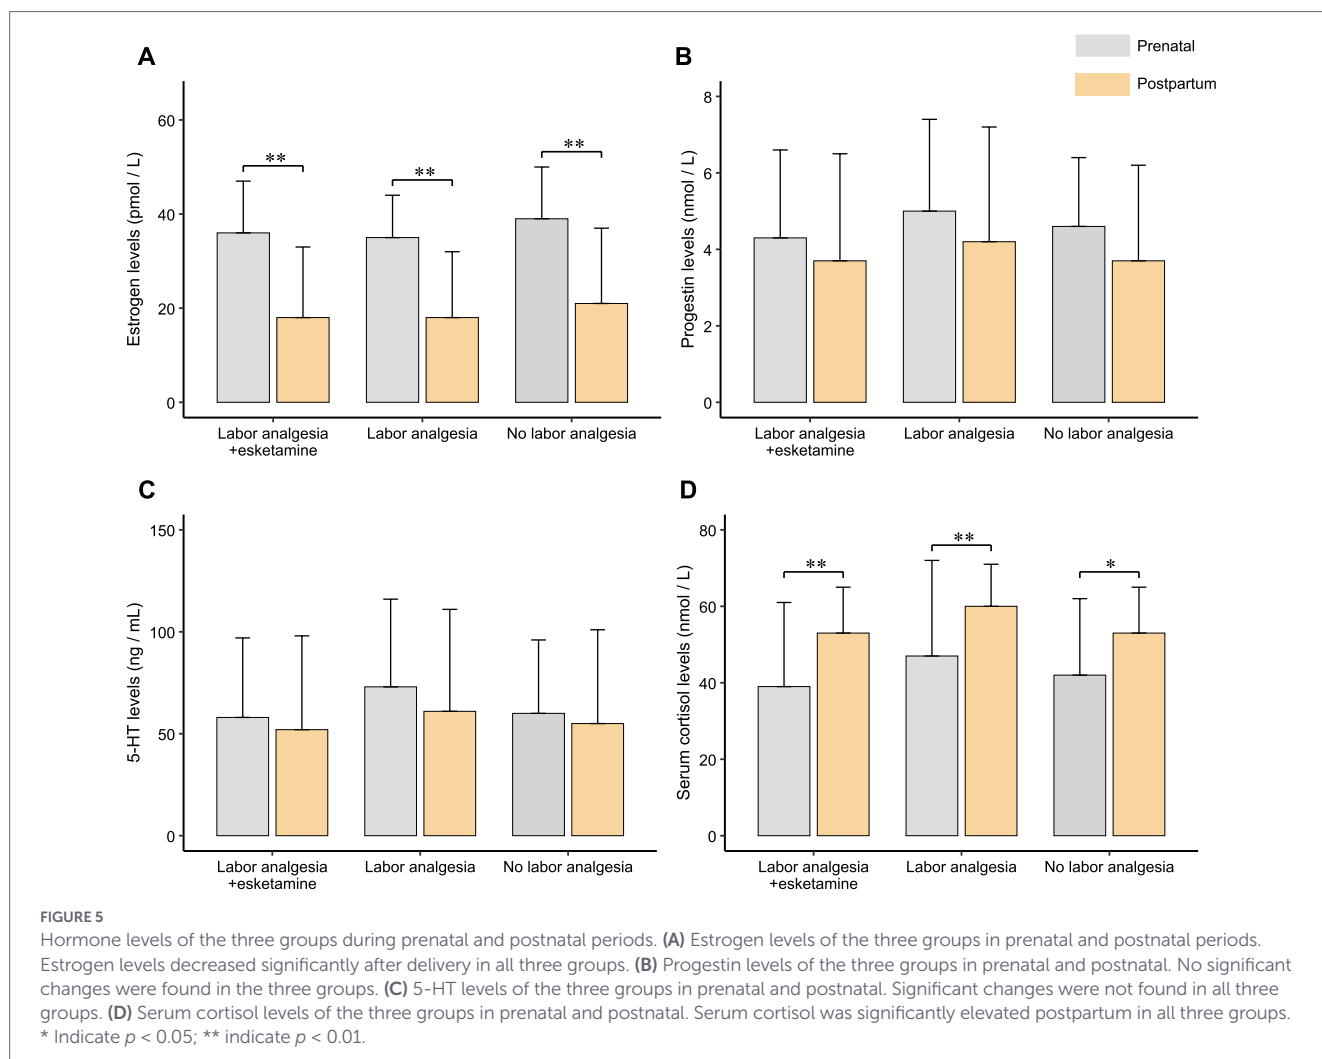 A
B
Prenatal
Postpartum
Estrogen levels (pmol / L)
60
40
20
0
**
**
**
Labor analgesia
+esketamine
Labor analgesia
No labor analgesia
Progestin levels (nmol / L)
8
6
4
2
0
Labor analgesia
+esketamine
Labor analgesia
No labor analgesia
C
D
5-HT levels (ng / mL)
150
100
50
0
Labor analgesia
+esketamine
Labor analgesia
No labor analgesia
Serum cortisol levels (nmol / L)
80
60
40
20
0
**
**
*
Labor analgesia
+esketamine
Labor analgesia
No labor analgesia
FIGURE 5
Hormone levels of the three groups during prenatal and postnatal periods. (A) Estrogen levels of the three groups in prenatal and postnatal periods.
Estrogen levels decreased significantly after delivery in all three groups. (B) Progestin levels of the three groups in prenatal and postnatal. No significant
changes were found in the three groups. (C) 5-HT levels of the three groups in prenatal and postnatal. Significant changes were not found in all three
groups. (D) Serum cortisol levels of the three groups in prenatal and postnatal. Serum cortisol was significantly elevated postpartum in all three groups.
* Indicate p < 0.05; ** indicate p < 0.01.